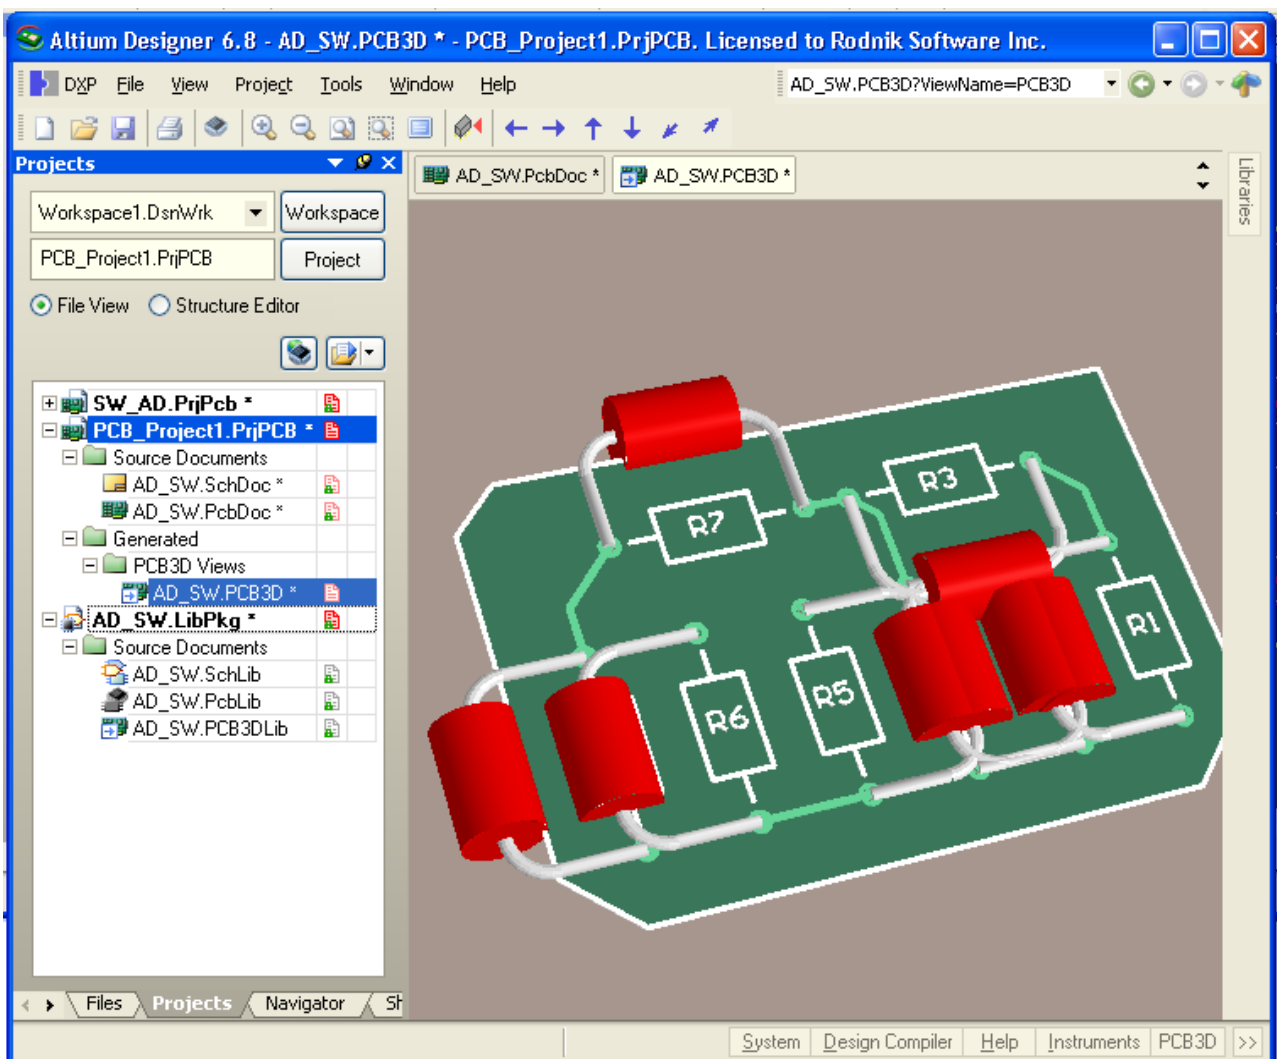 Altium Designer 6.8 - AD_SW.PCB3D * - PCB_Project1.PrjPCB. Licensed to Rodnik Software Inc.
DXP File View Project Tools Window Help AD_SW.PCB3D?ViewName=PCB3D
Projects
AD_SW.PcbDoc * AD_SW.PCB3D *
Libraries
Workspace1.DsnWrk Workspace
PCB_Project1.PrjPCB Project
File View Structure Editor
SW_AD.PrjPcb *
PCB_Project1.PrjPCB *
Source Documents
AD_SW.SchDoc *
AD_SW.PcbDoc *
Generated
PCB3D Views
AD_SW.PCB3D *
AD_SW.LibPkg *
Source Documents
AD_SW.SchLib
AD_SW.PcbLib
AD_SW.PCB3DLib
R3
R7
R1
R5
R6
Files Projects Navigator Sh
System Design Compiler Help Instruments PCB3D >>